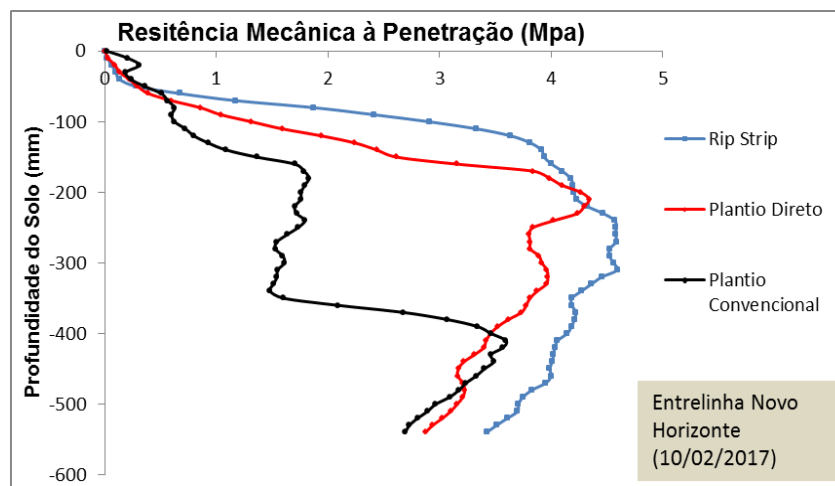 Resitência Mecânica à Penetração (Mpa)
0
1
2
3
4
5
0
-100
-200
-300
-400
-500
-600
Profundidade do Solo (mm)
Rip Strip
Plantio Direto
Plantio
Convencional
Entrelinha Novo
Horizonte
(10/02/2017)